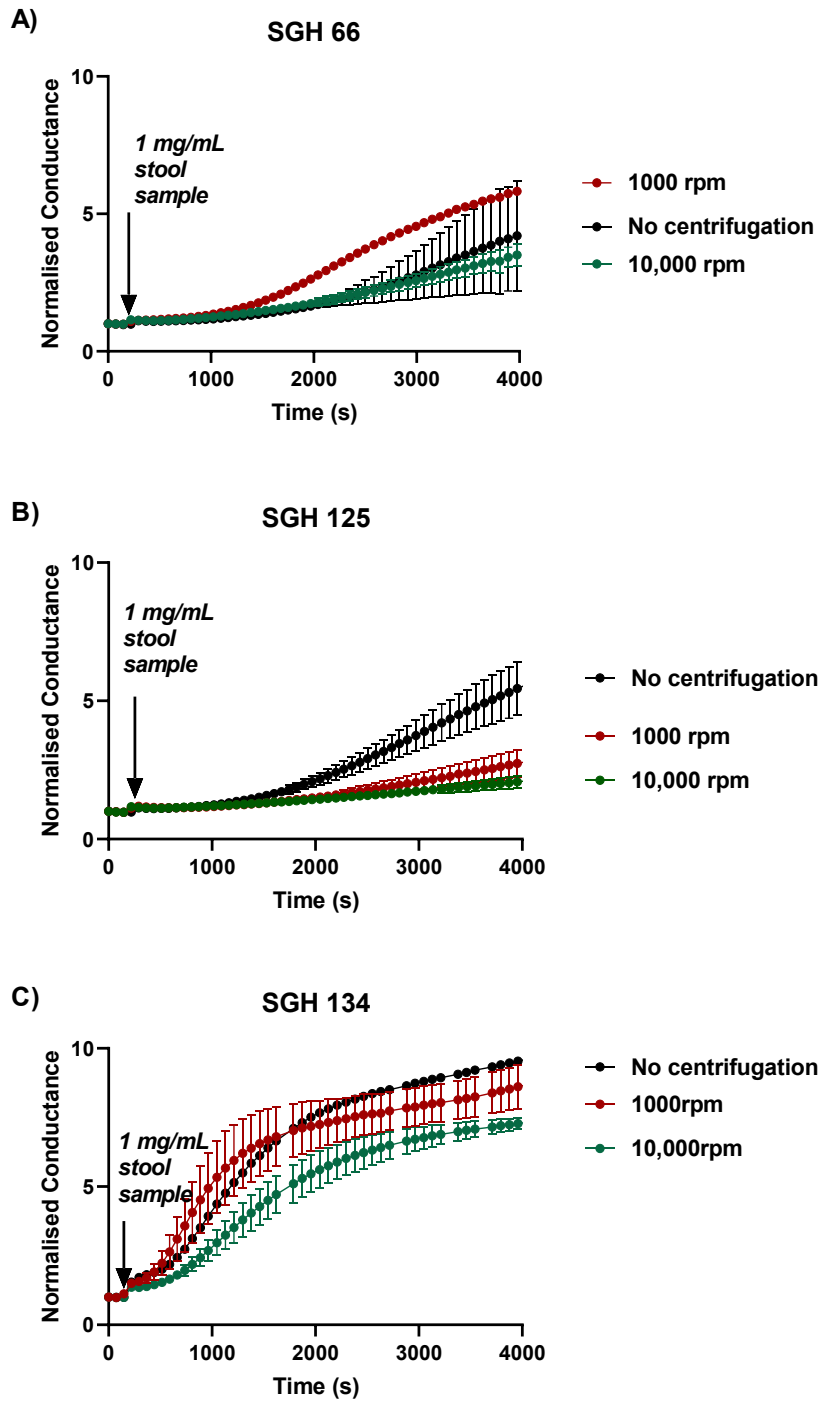 A)
SGH 66
Normalised Conductance
10
5
0
1 mg/mL
stool
sample
0 1000 2000 3000 4000
Time (s)
1000 rpm
No centrifugation
10,000 rpm
B)
SGH 125
Normalised Conductance
10
5
0
1 mg/mL
stool
sample
0 1000 2000 3000 4000
Time (s)
No centrifugation
1000 rpm
10,000 rpm
C)
SGH 134
Normalised Conductance
10
5
0
1 mg/mL
stool
sample
0 1000 2000 3000 4000
Time (s)
No centrifugation
1000rpm
10,000rpm